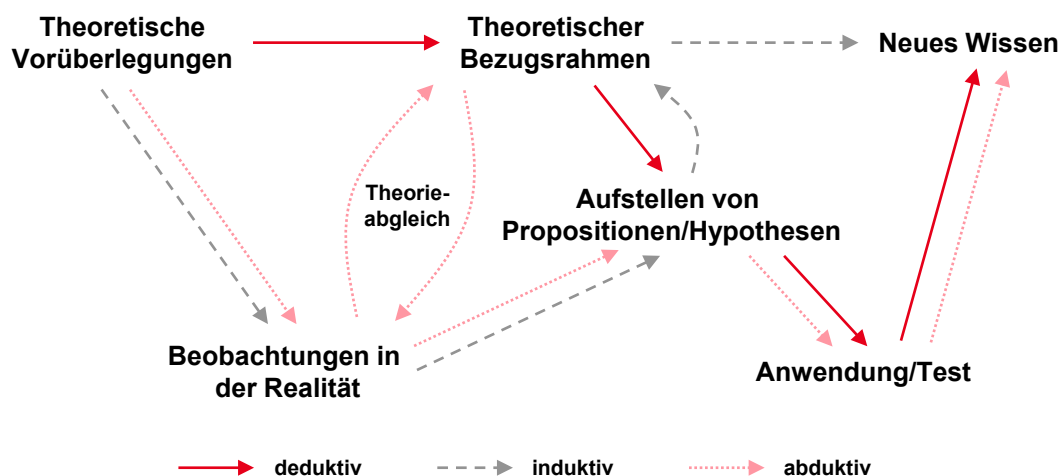 Theoretische
Vorüberlegungen
Theoretischer
Bezugsrahmen
Neues Wissen
Theorie-
abgleich
Aufstellen von
Propositionen/Hypothesen
Beobachtungen in
der Realität
Anwendung/Test
deduktiv
induktiv
abduktiv